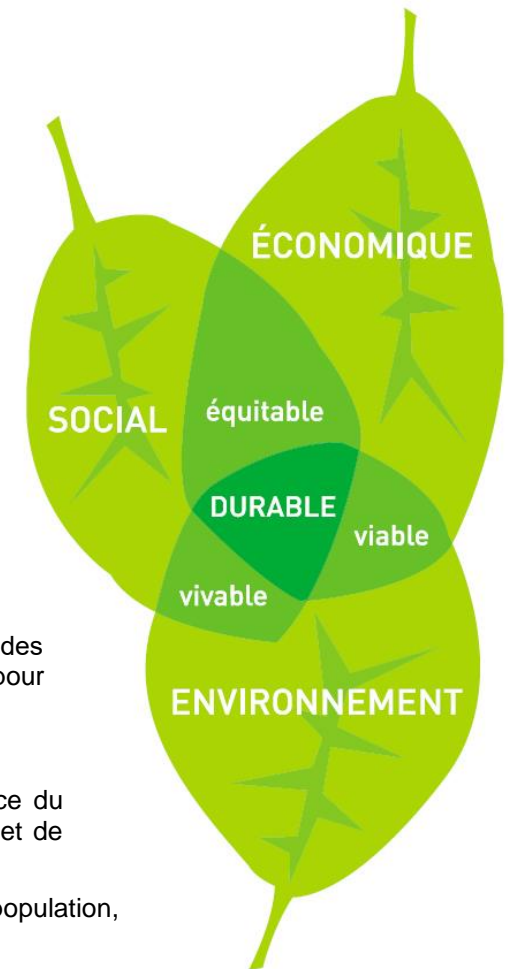 ÉCONOMIQUE
SOCIAL
équitable
DURABLE
viable
vivable
des
pour
ENVIRONNEMENT
ce du
et de
population,